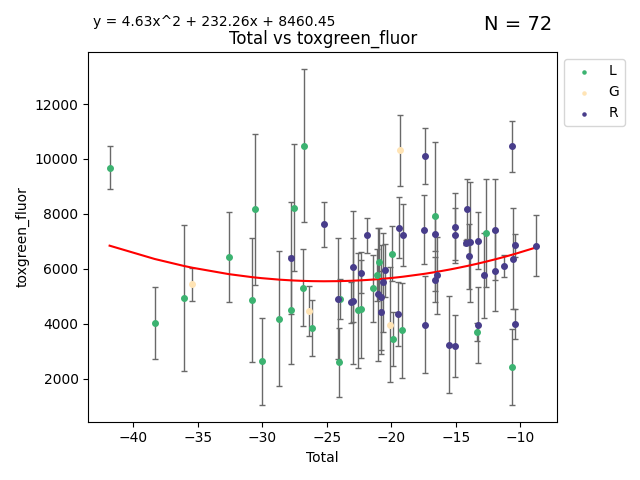 y = 4.63x^2 + 232.26x + 8460.45
N = 72
Total vs toxgreen_fluor
L
G
R
toxgreen_fluor
12000
10000
8000
6000
4000
2000
−40
−35
−30
−25
−20
−15
−10
Total